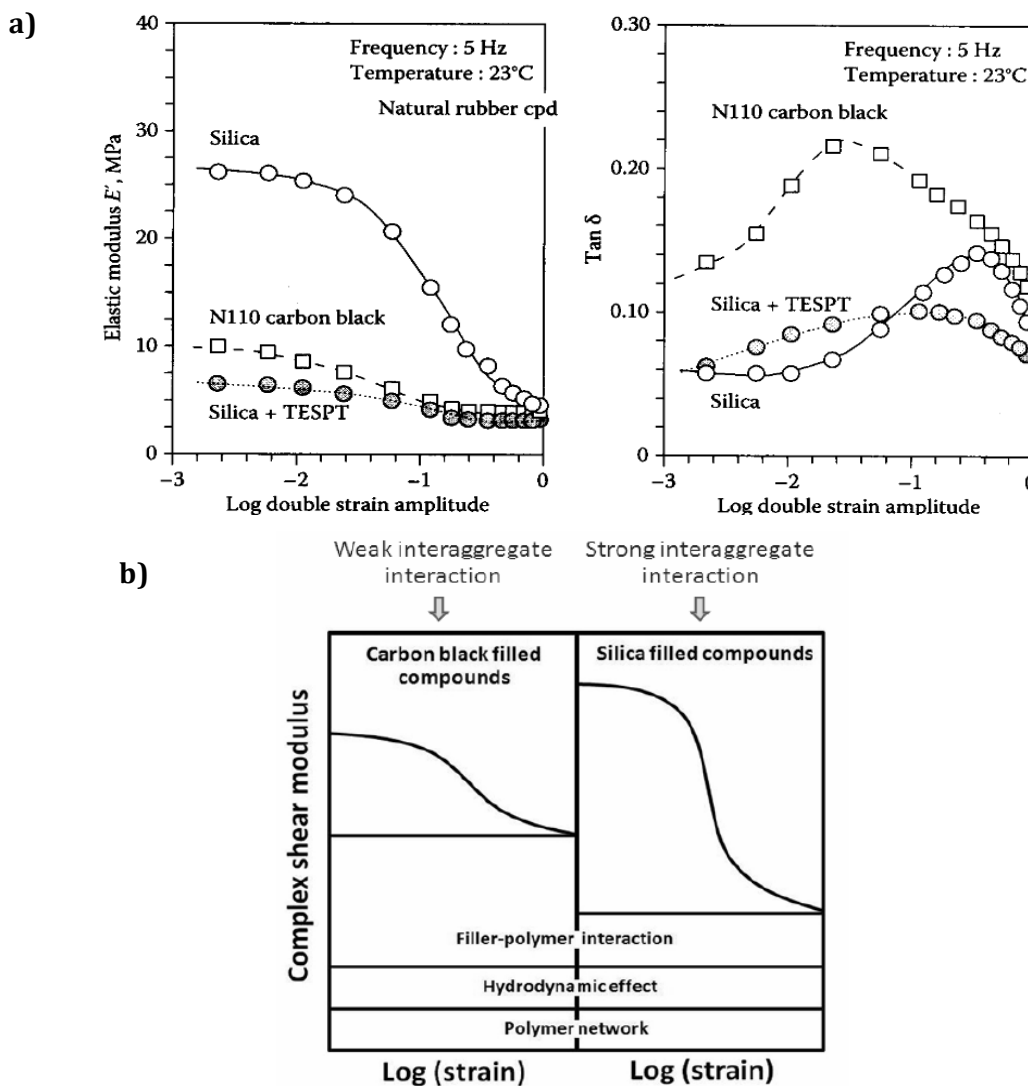 a)
40
30
20
10
0
Elastic modulus E′, MPa
Frequency : 5 Hz
Temperature : 23°C
Natural rubber cpd
Silica
N110 carbon black
Silica + TESPT
−3
−2
−1
0
Log double strain amplitude
0.30
0.20
0.10
0
Tan δ
Frequency : 5 Hz
Temperature : 23°C
N110 carbon black
Silica + TESPT
Silica
−3
−2
−1
Log double strain amplitude
b)
Weak interaggregate
interaction
Strong interaggregate
interaction
Complex shear modulus
Carbon black filled
compounds
Silica filled compounds
Filler-polymer interaction
Hydrodynamic effect
Polymer network
Log (strain)
Log (strain)